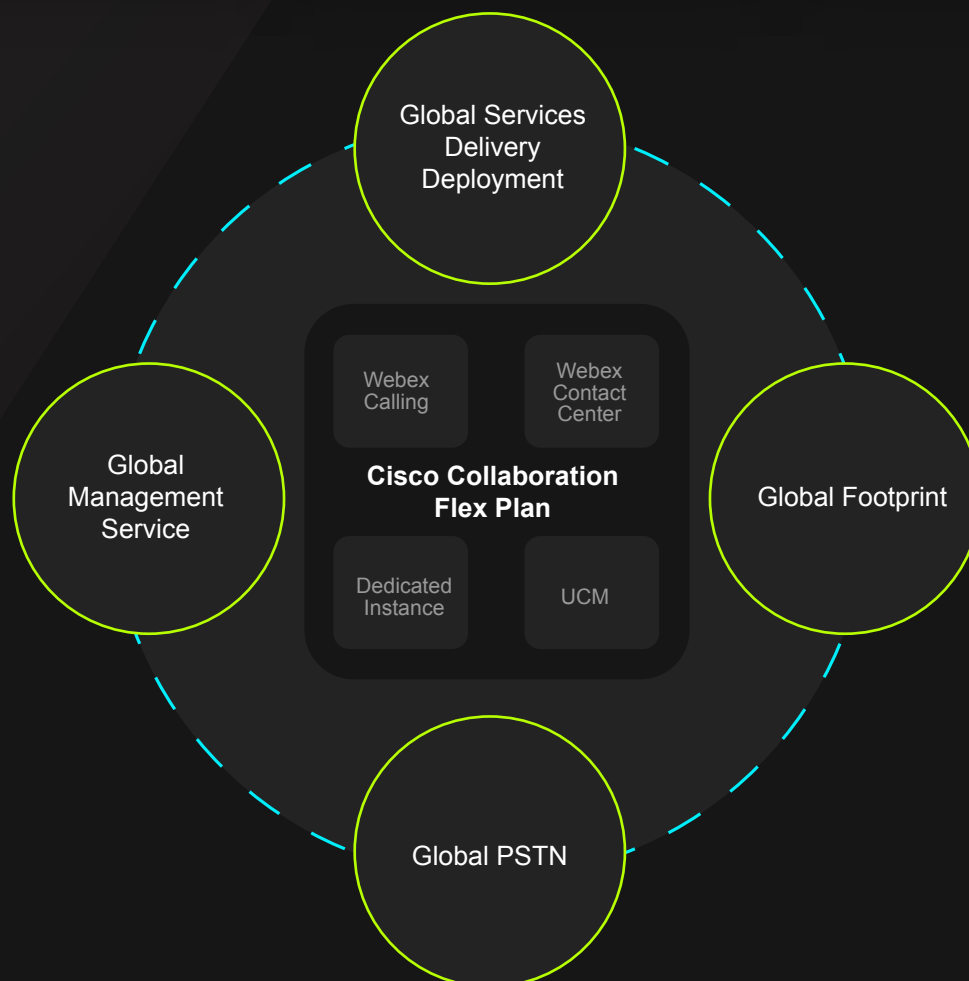 Global Services
Delivery
Deployment
Webex
Calling
Webex
Contact
Center
Global
Management
Service
Cisco Collaboration
Flex Plan
Global Footprint
Dedicated
Instance
UCM
Global PSTN